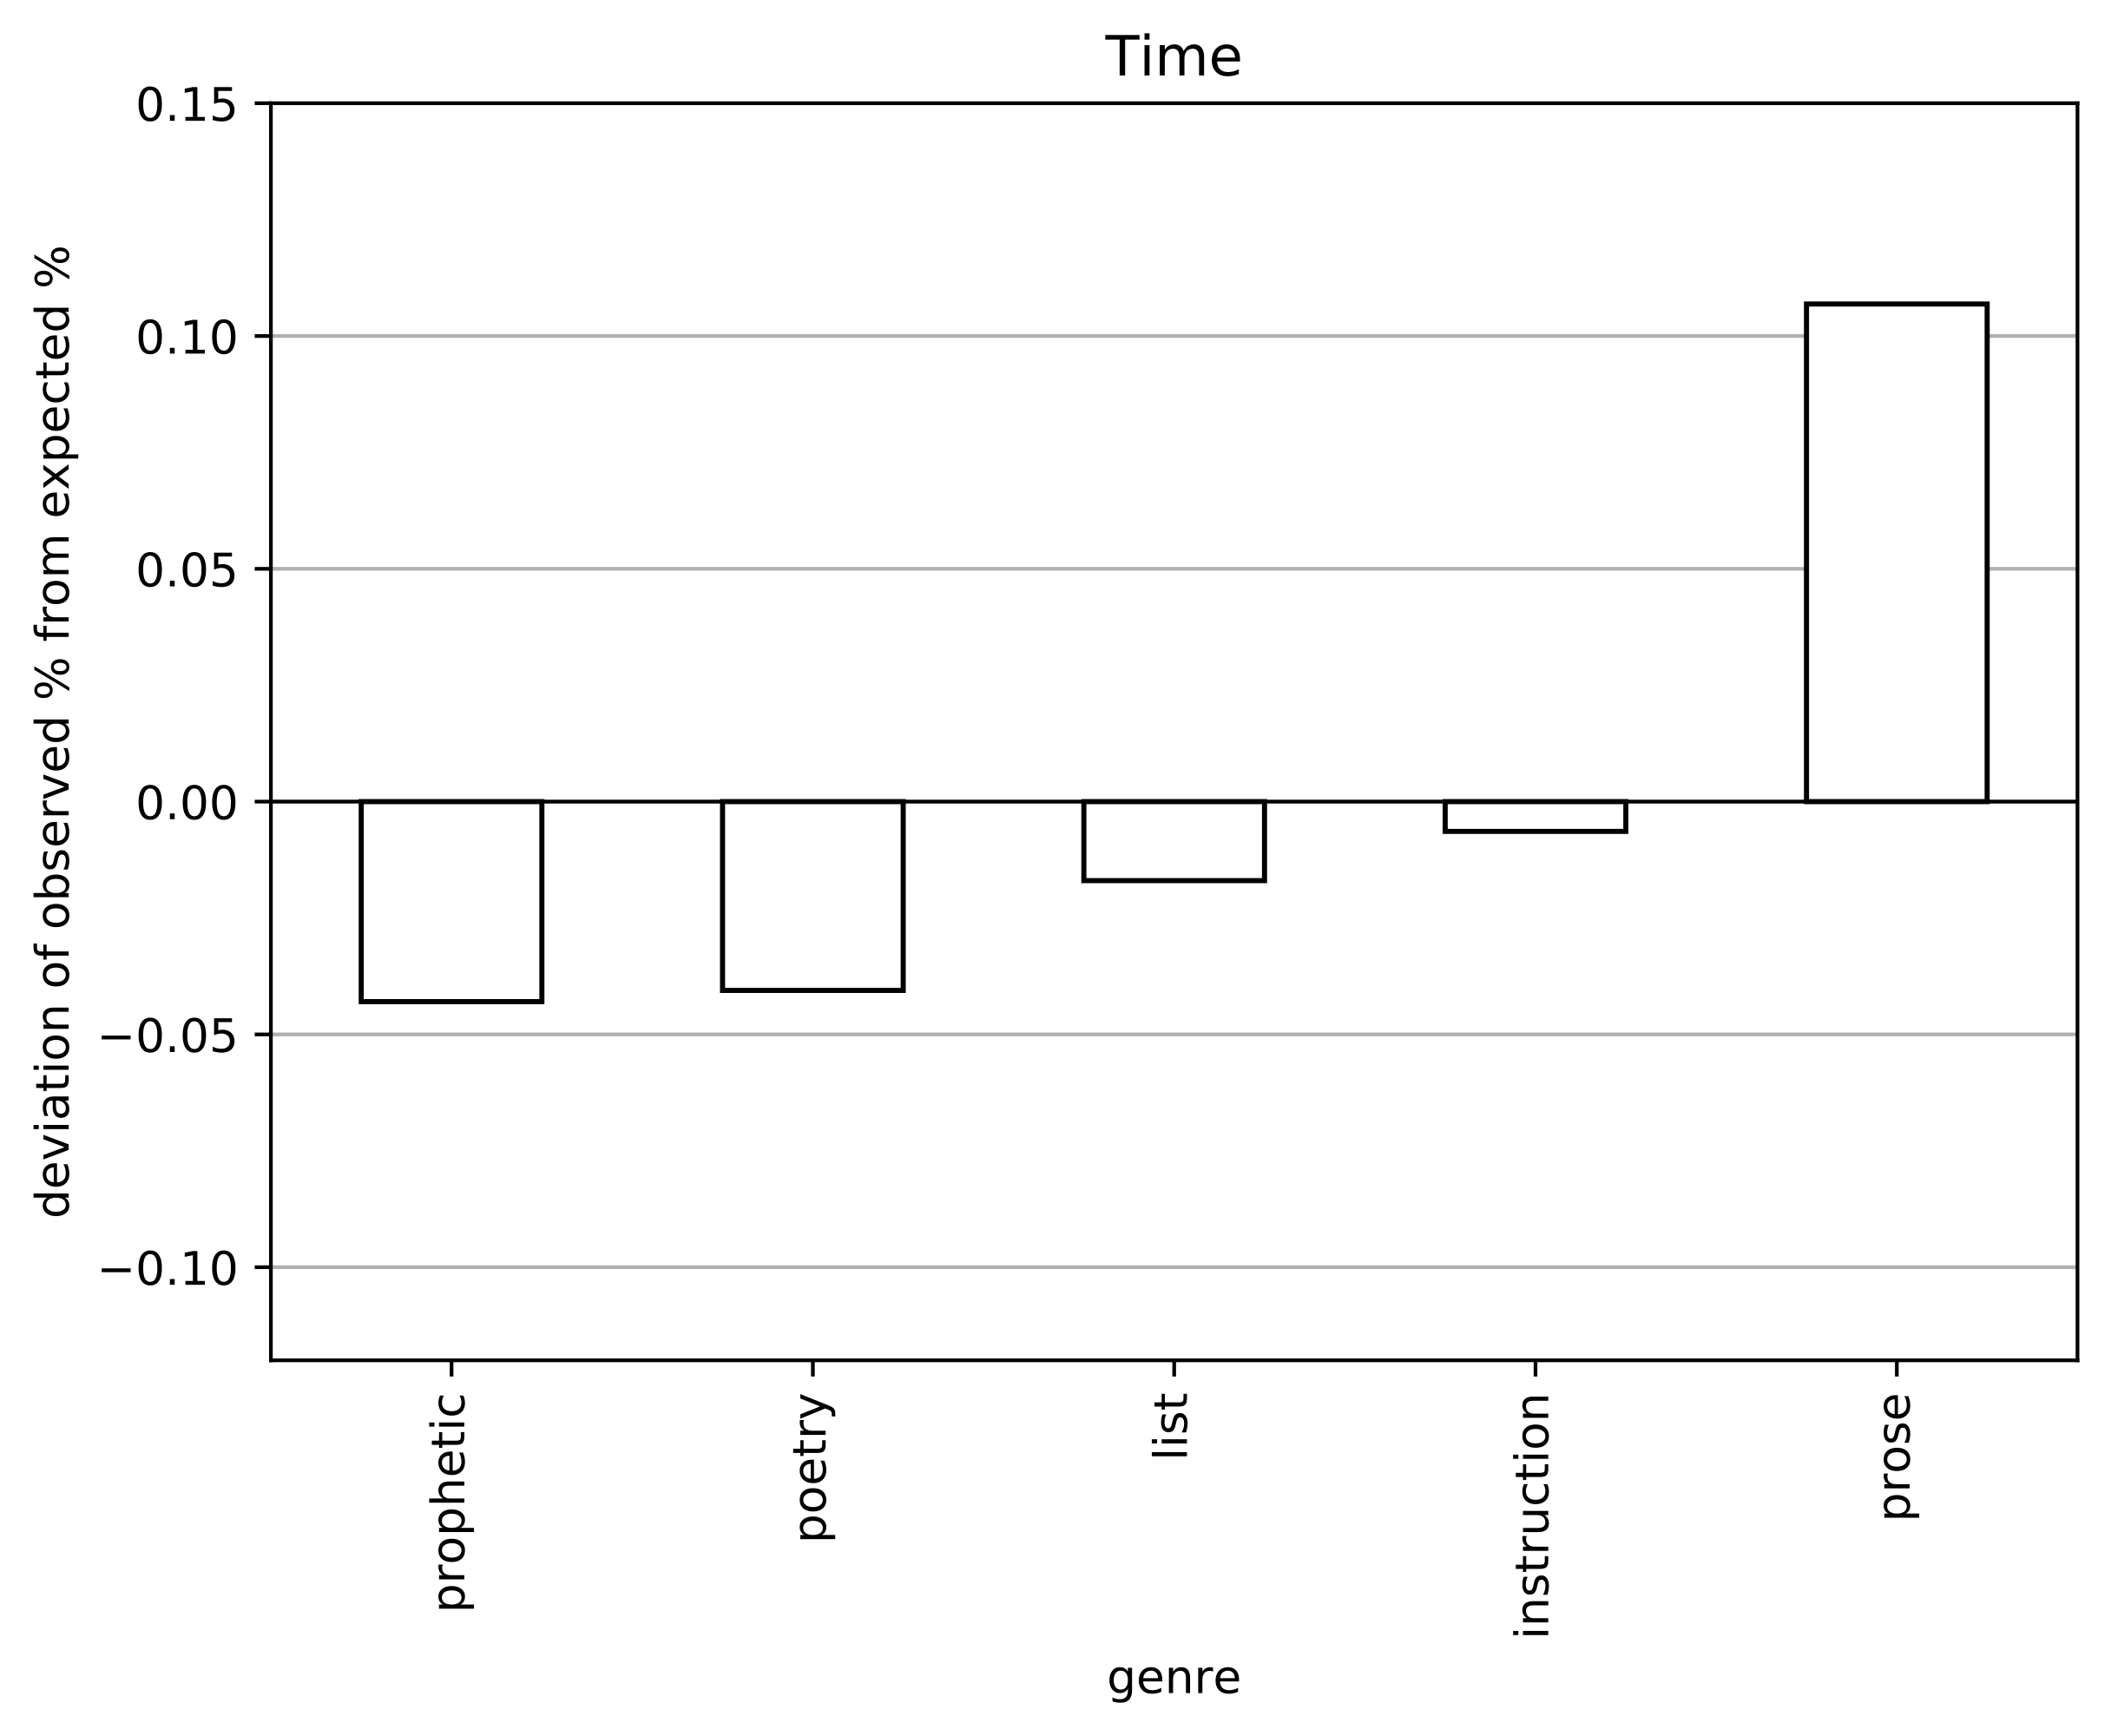 Time
deviation of observed % from expected %
0.15
0.10
0.05
0.00
−0.05
−0.10
prophetic
poetry
list
instruction
prose
genre